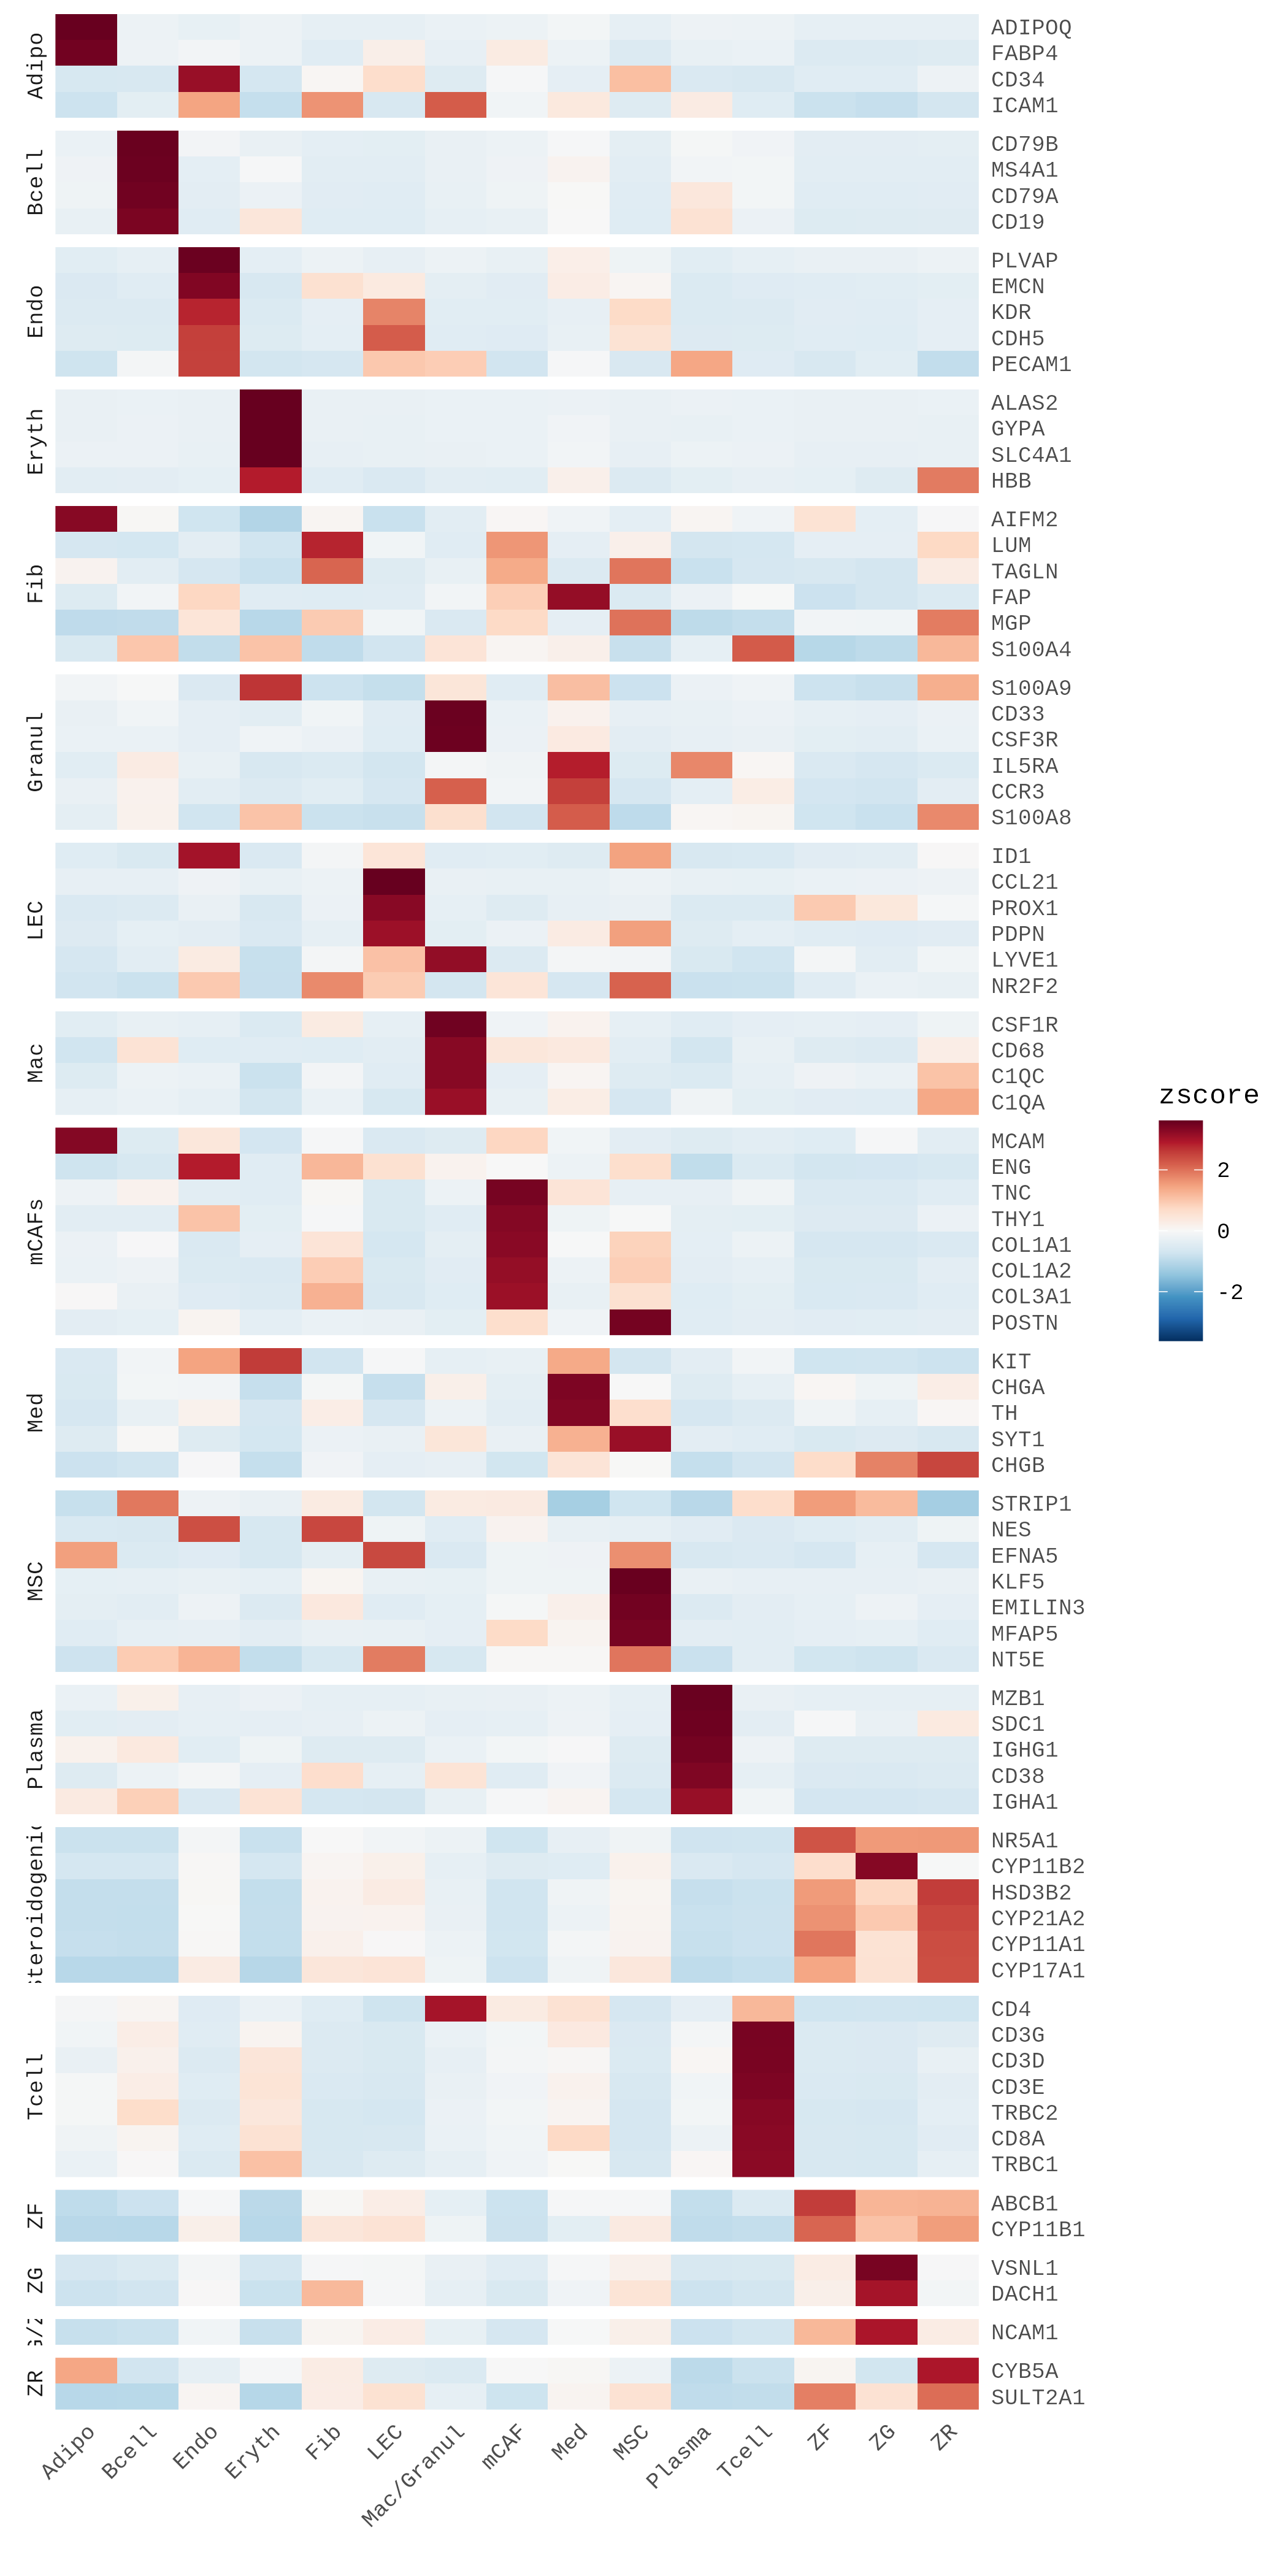 Adipo
ADIPOQ
FABP4
CD34
ICAM1
Bcell
CD79B
MS4A1
CD79A
CD19
Endo
PLVAP
EMCN
KDR
CDH5
PECAM1
Eryth
ALAS2
GYPA
SLC4A1
HBB
Fib
AIFM2
LUM
TAGLN
FAP
MGP
S100A4
Granul
S100A9
CD33
CSF3R
IL5RA
CCR3
S100A8
LEC
ID1
CCL21
PROX1
PDPN
LYVE1
NR2F2
Mac
CSF1R
CD68
C1QC
C1QA
mCAFs
MCAM
ENG
TNC
THY1
COL1A1
COL1A2
COL3A1
POSTN
Med
KIT
CHGA
TH
SYT1
CHGB
MSC
STRIP1
NES
EFNA5
KLF5
EMILIN3
MFAP5
NT5E
Plasma
MZB1
SDC1
IGHG1
CD38
IGHA1
Steroidogenic
NR5A1
CYP11B2
HSD3B2
CYP21A2
CYP11A1
CYP17A1
Tcell
CD4
CD3G
CD3D
CD3E
TRBC2
CD8A
TRBC1
ZF
ABCB1
CYP11B1
ZG
VSNL1
DACH1
NCAM1
ZR
CYB5A
SULT2A1
Adipo
Bcell
Endo
Eryth
Fib
LEC
Mac/Granul
mCAF
Med
MSC
Plasma
Tcell
ZF
ZG
ZR
zscore
2
0
-2